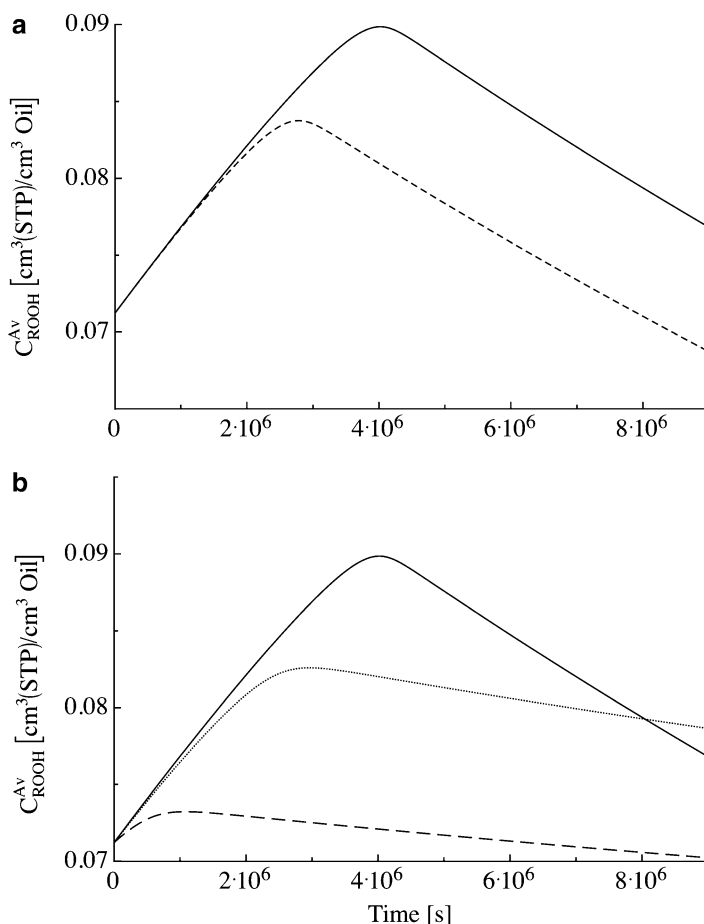 a
0.09
0.08
0.07
C^Av_ROOH [cm³(STP)/cm³ Oil]
0 2·10⁶ 4·10⁶ 6·10⁶ 8·10⁶
b
0.09
0.08
0.07
C^Av_ROOH [cm³(STP)/cm³ Oil]
0 2·10⁶ 4·10⁶ 6·10⁶ 8·10⁶
Time [s]